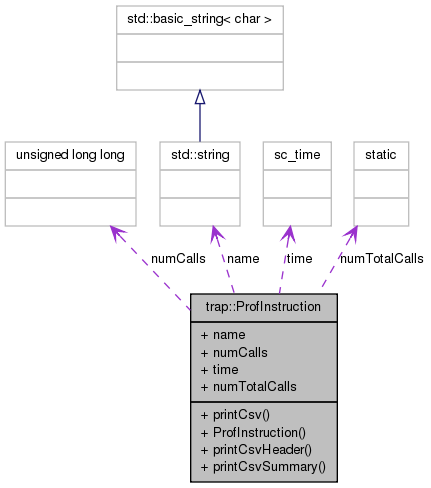 std::basic_string< char >
unsigned long long
std::string
sc_time
static
numCalls
name
time
numTotalCalls
trap::ProfInstruction
+ name
+ numCalls
+ time
+ numTotalCalls
+ printCsv()
+ ProfInstruction()
+ printCsvHeader()
+ printCsvSummary()